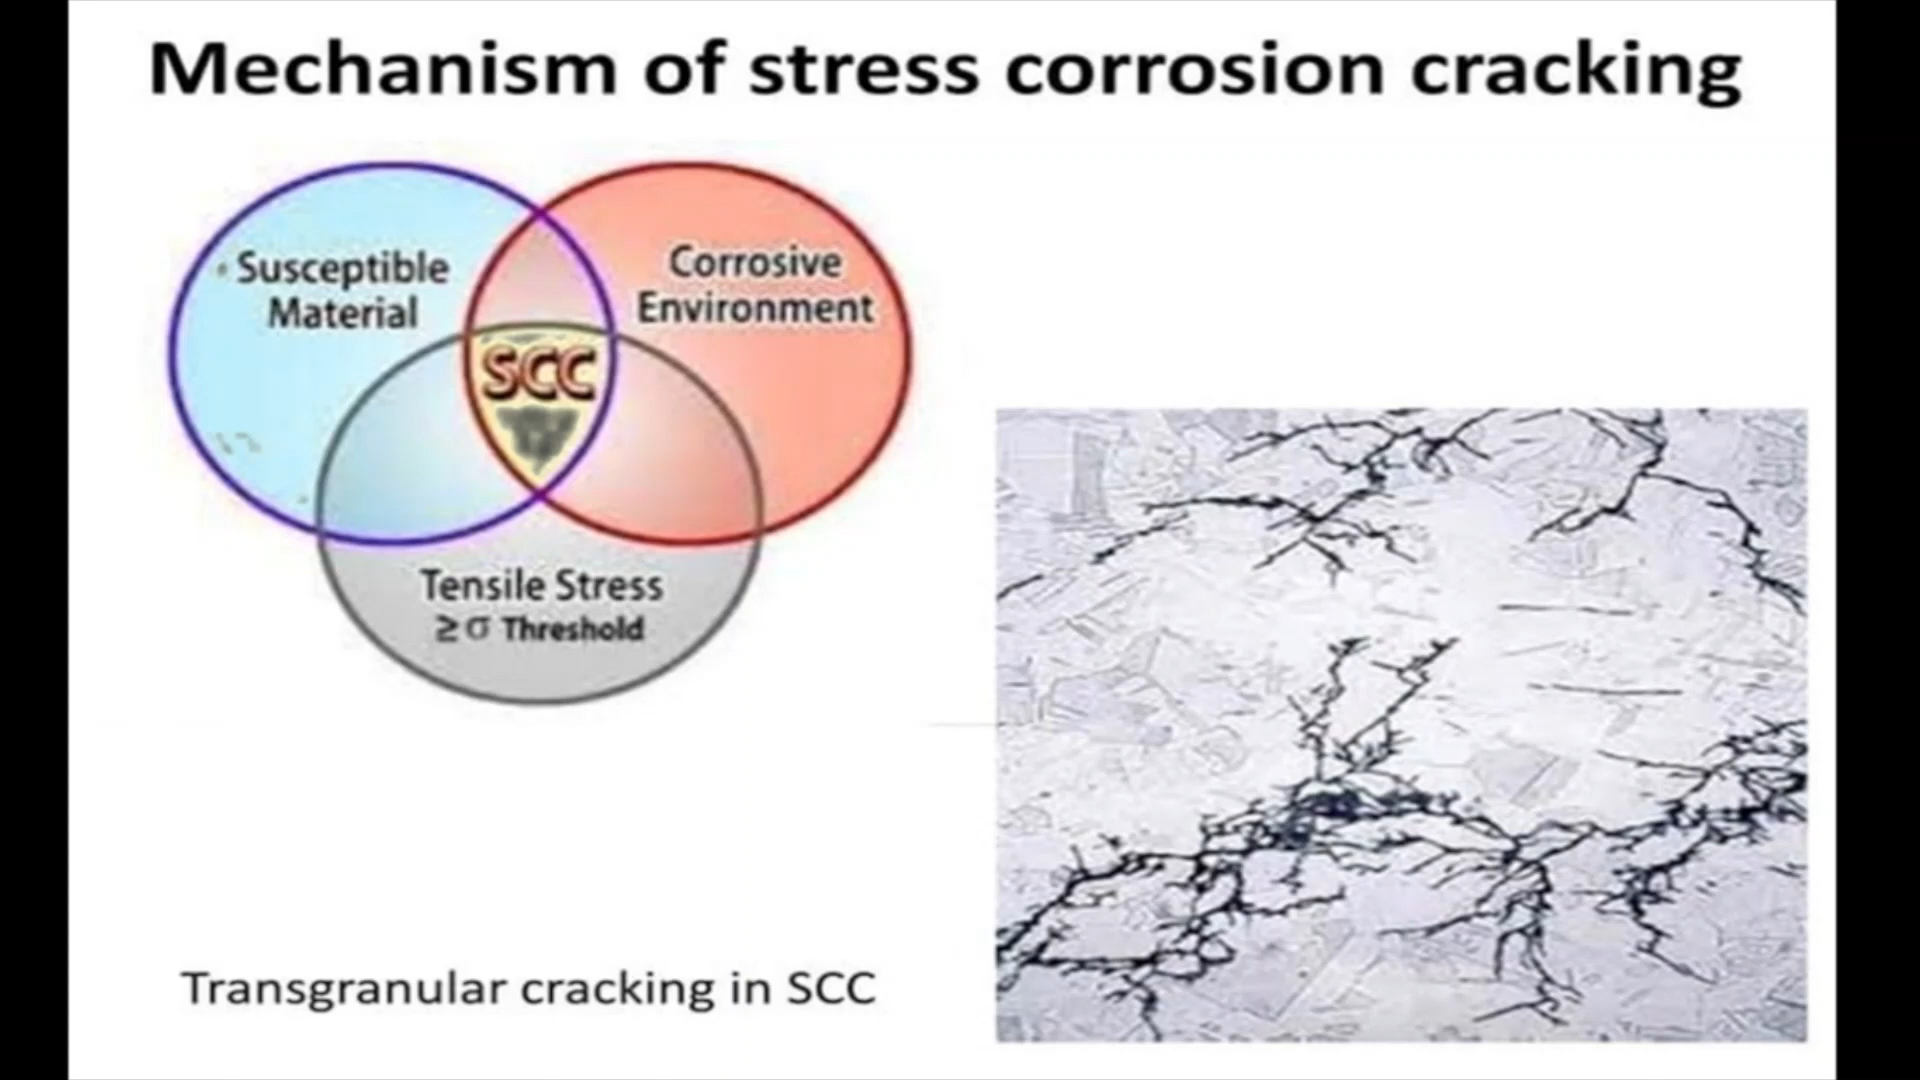 Mechanism of stress corrosion cracking
Susceptible
Material
Corrosive
Environment
SCC
Tensile Stress
≥ σ Threshold
Transgranular cracking in SCC